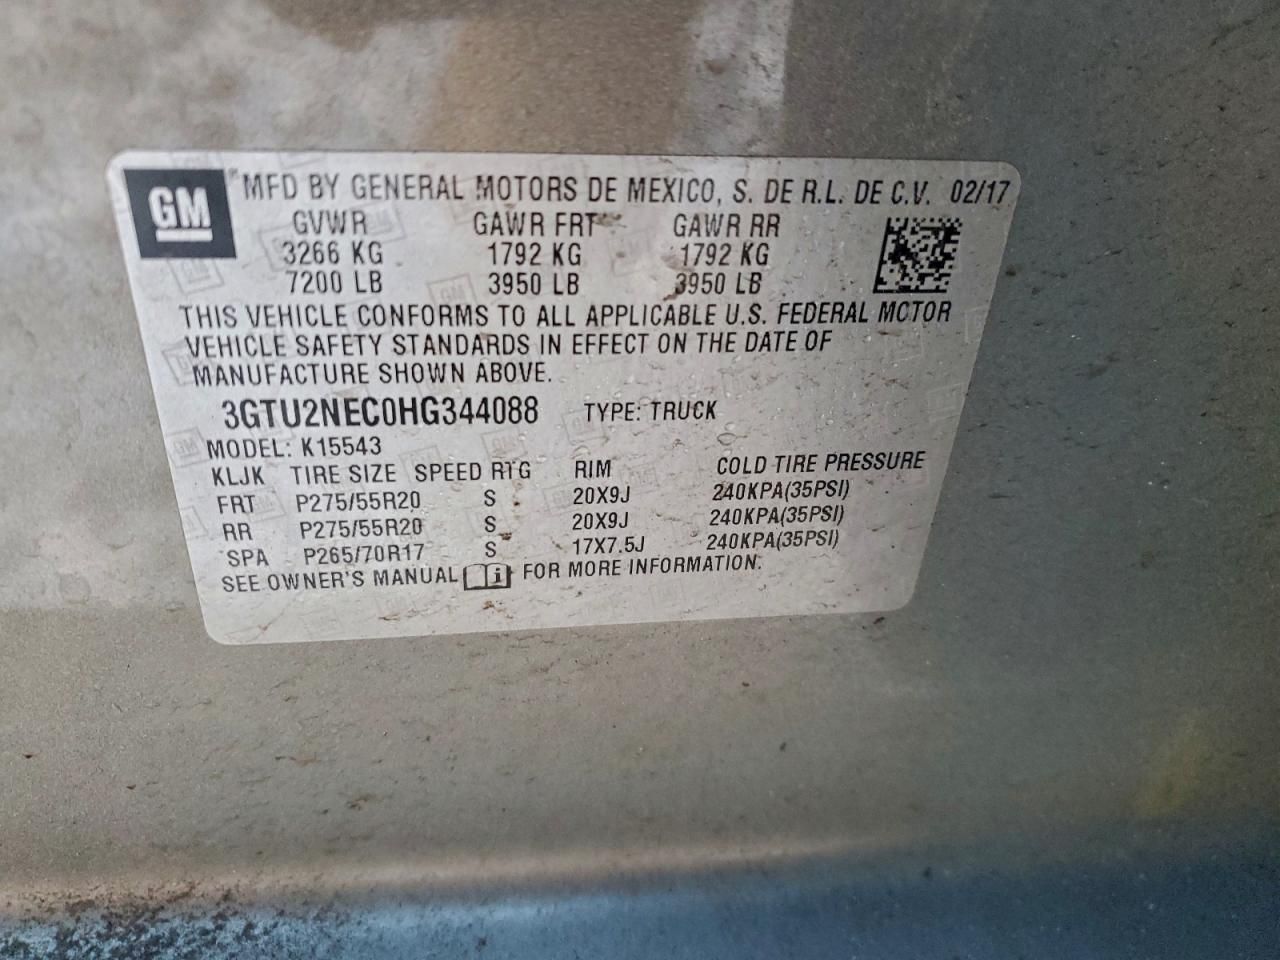 GM
MFD BY GENERAL MOTORS DE MEXICO, S. DE R.L. DE C.V. 02/17
GVWR GAWR FRT GAWR RR
3266 KG 1792 KG 1792 KG
7200 LB 3950 LB 3950 LB
THIS VEHICLE CONFORMS TO ALL APPLICABLE U.S. FEDERAL MOTOR
VEHICLE SAFETY STANDARDS IN EFFECT ON THE DATE OF
MANUFACTURE SHOWN ABOVE.
3GTU2NEC0HG344088 TYPE: TRUCK
MODEL: K15543
KLJK TIRE SIZE SPEED RTG RIM COLD TIRE PRESSURE
FRT P275/55R20 S 20X9J 240KPA(35PSI)
RR P275/55R20 S 20X9J 240KPA(35PSI)
SPA P265/70R17 S 17X7.5J 240KPA(35PSI)
SEE OWNER'S MANUAL i FOR MORE INFORMATION.